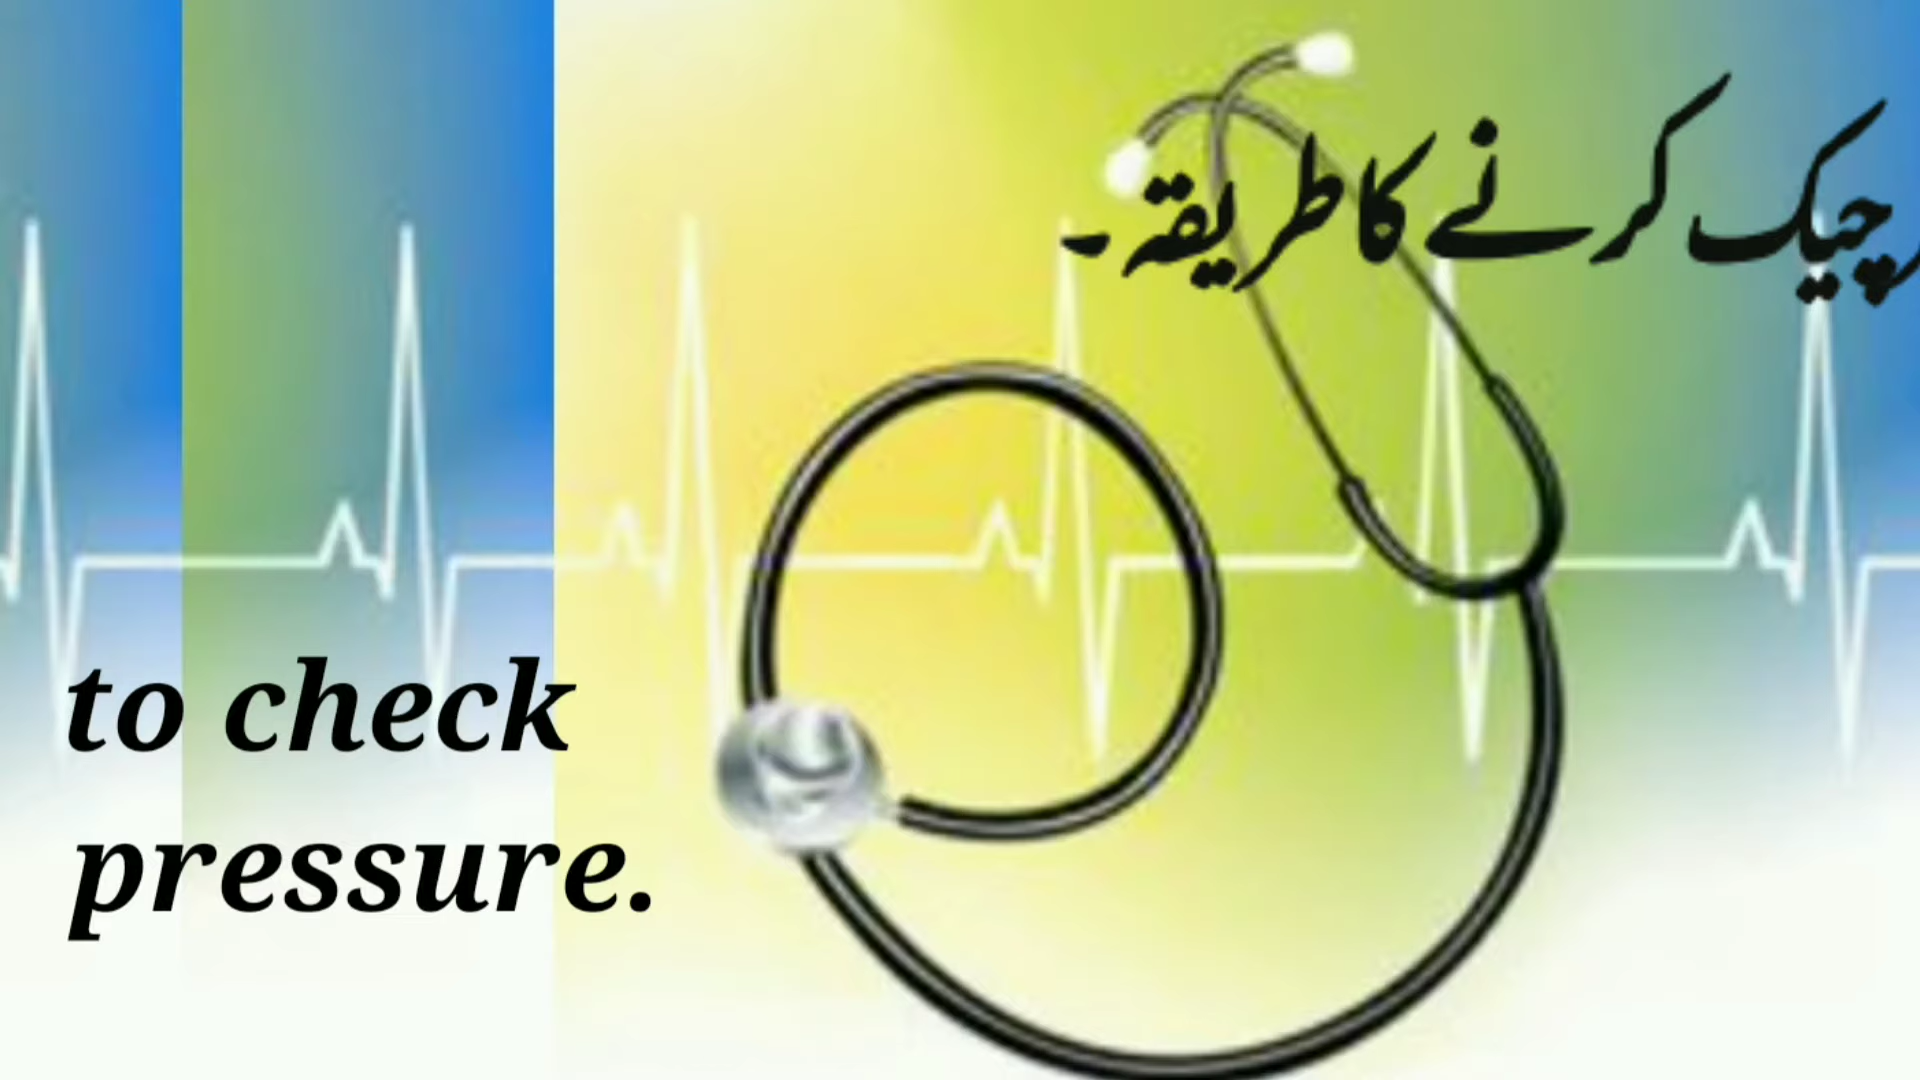 چیک کرنے کا طریقہ۔
to check
pressure.